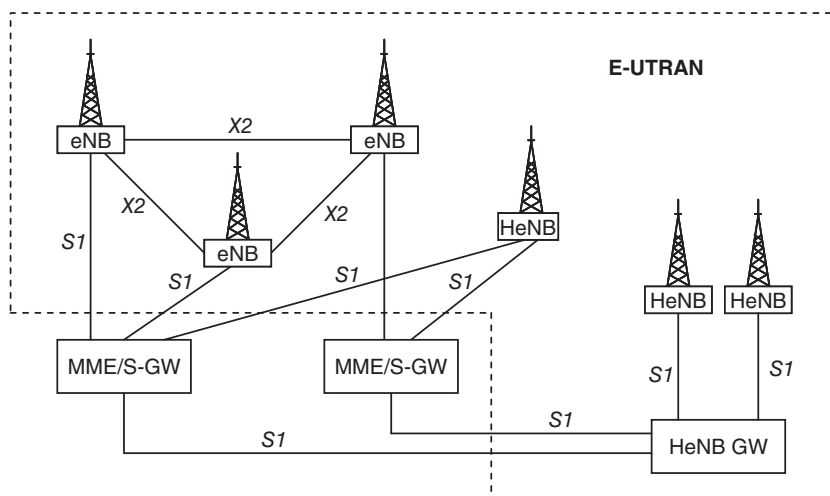 E-UTRAN
X2
eNB
eNB
X2
X2
HeNB
S1
eNB
S1
S1
S1
HeNB
HeNB
MME/S-GW
MME/S-GW
S1
S1
S1
S1
HeNB GW